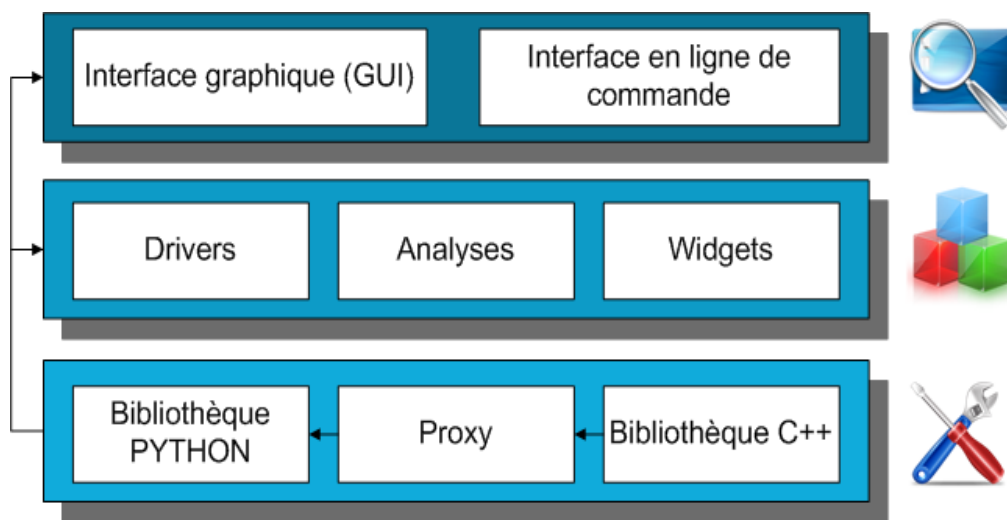 Interface graphique (GUI)
Interface en ligne de
commande
Drivers
Analyses
Widgets
Bibliothèque
PYTHON
Proxy
Bibliothèque C++